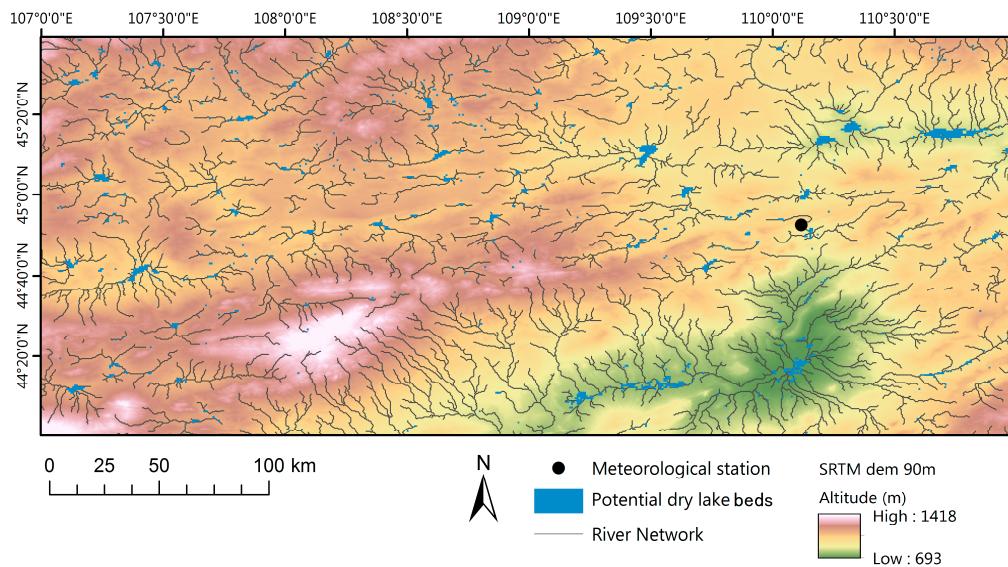 107°0'0"E 107°30'0"E 108°0'0"E 108°30'0"E 109°0'0"E 109°30'0"E 110°0'0"E 110°30'0"E
45°20'0"N
45°0'0"N
44°40'0"N
44°20'0"N
0 25 50 100 km
N
Meteorological station
Potential dry lake beds
River Network
SRTM dem 90m
Altitude (m)
High : 1418
Low : 693